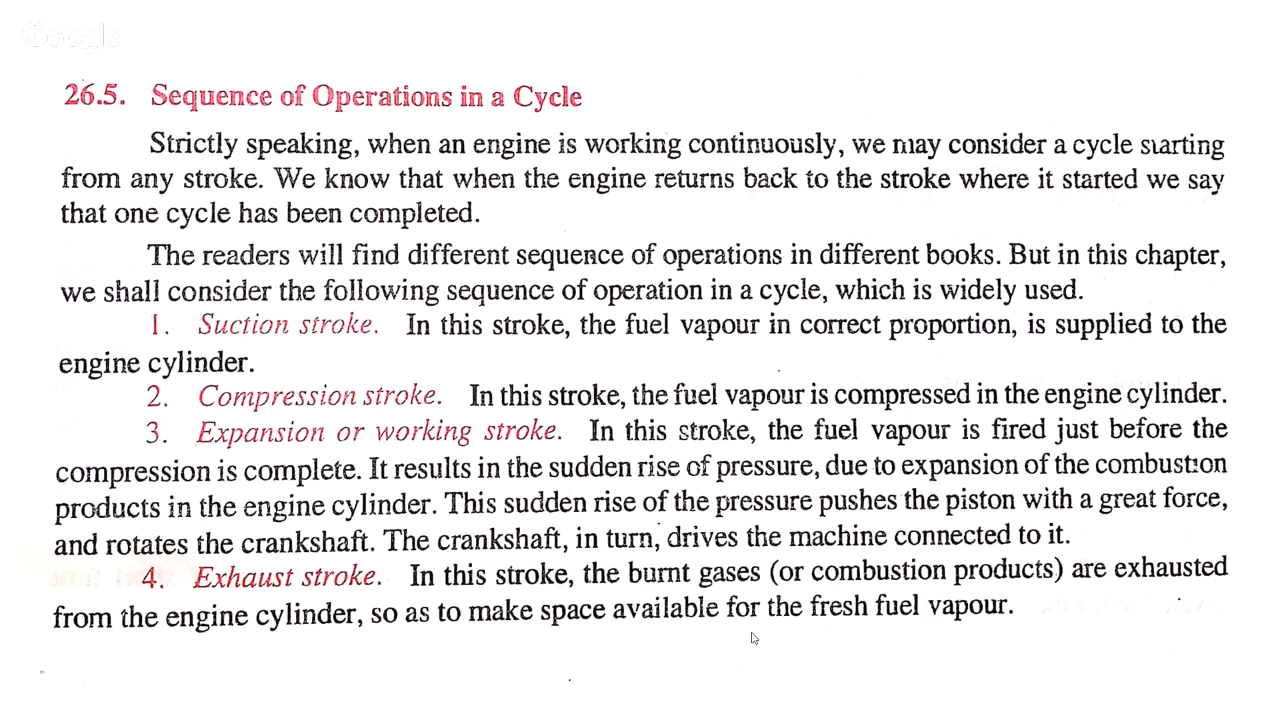 Google
26.5. Sequence of Operations in a Cycle
Strictly speaking, when an engine is working continuously, we may consider a cycle starting
from any stroke. We know that when the engine returns back to the stroke where it started we say
that one cycle has been completed.
The readers will find different sequence of operations in different books. But in this chapter,
we shall consider the following sequence of operation in a cycle, which is widely used.
1. Suction stroke. In this stroke, the fuel vapour in correct proportion, is supplied to the
engine cylinder.
2. Compression stroke. In this stroke, the fuel vapour is compressed in the engine cylinder.
3. Expansion or working stroke. In this stroke, the fuel vapour is fired just before the
compression is complete. It results in the sudden rise of pressure, due to expansion of the combustion
products in the engine cylinder. This sudden rise of the pressure pushes the piston with a great force,
and rotates the crankshaft. The crankshaft, in turn, drives the machine connected to it.
4. Exhaust stroke. In this stroke, the burnt gases (or combustion products) are exhausted
from the engine cylinder, so as to make space available for the fresh fuel vapour.